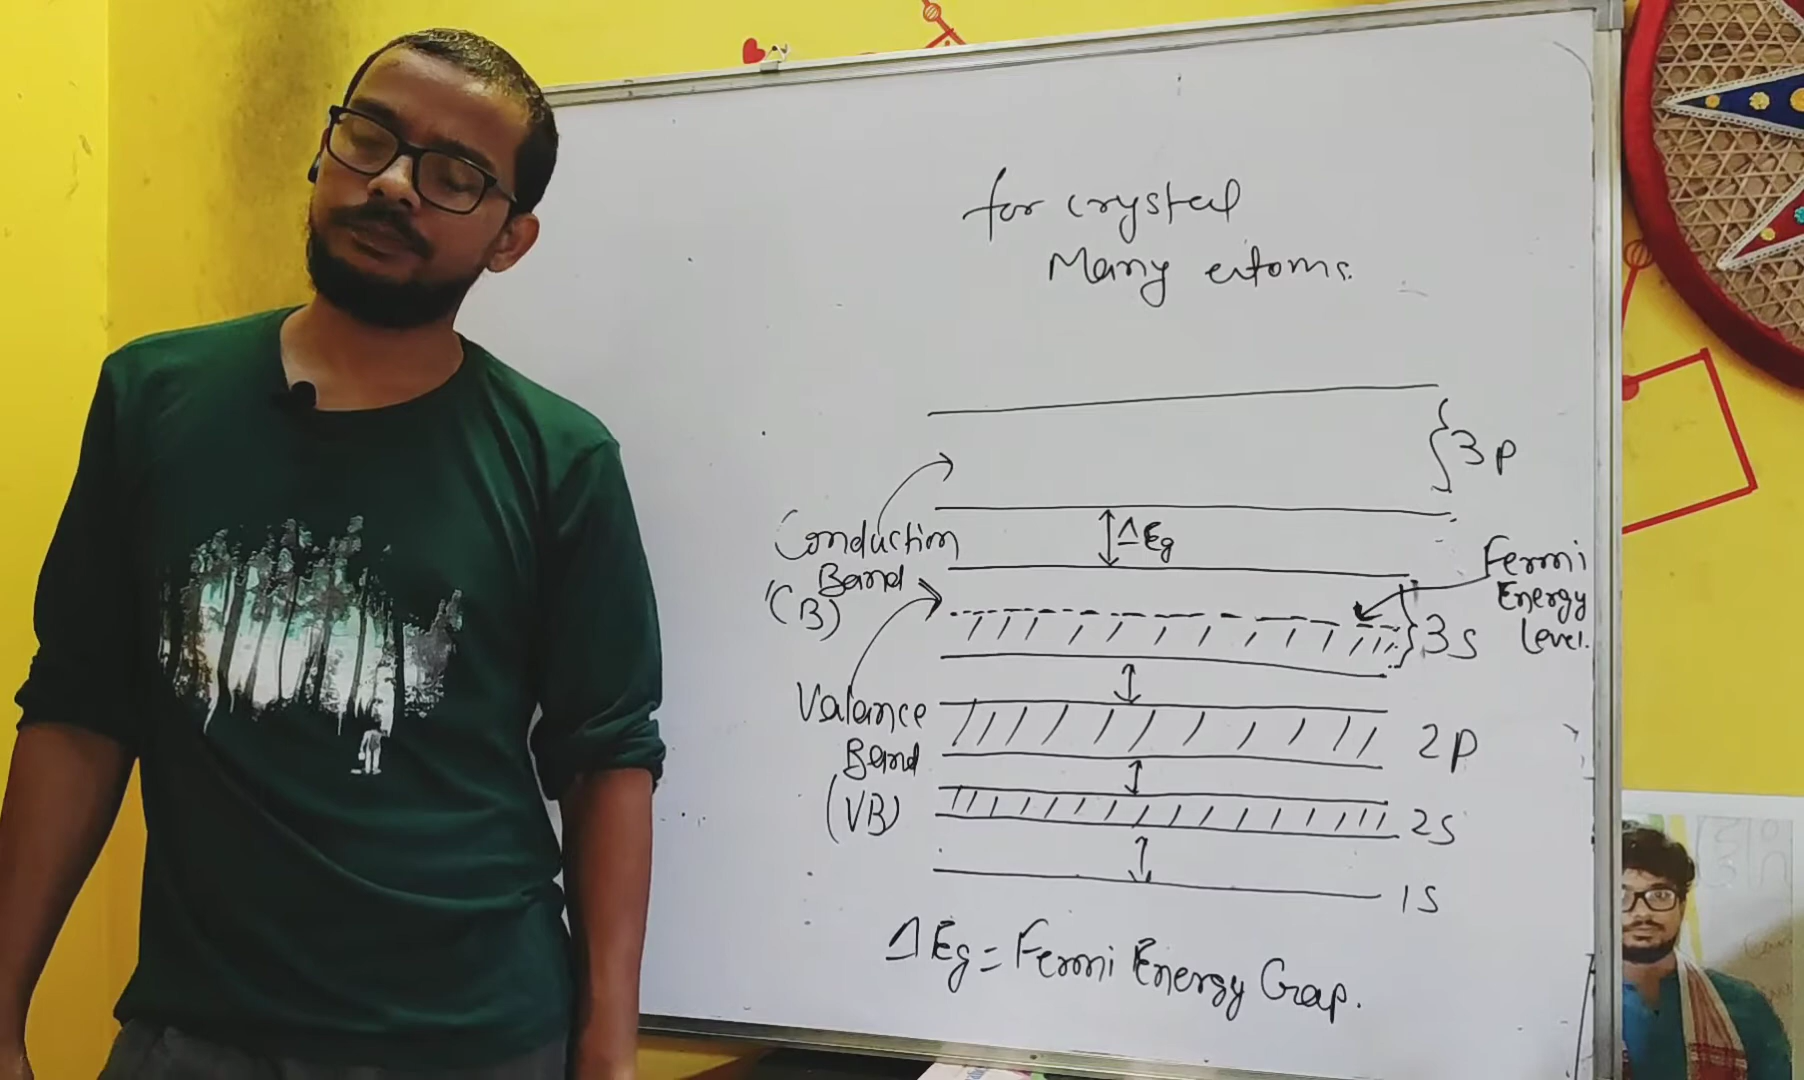 for crystal
Many atoms.
3p
Conduction
Band
(CB)
ΔEg
Fermi
Energy
Level.
3s
Valance
Band
(VB)
2p
2s
1s
ΔEg = Fermi Energy Gap.